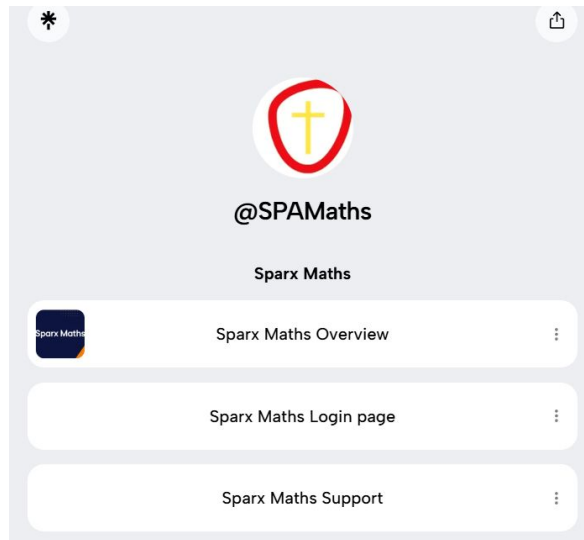 @SPAMaths
Sparx Maths
Sparx Maths
Sparx Maths Overview
Sparx Maths Login page
Sparx Maths Support